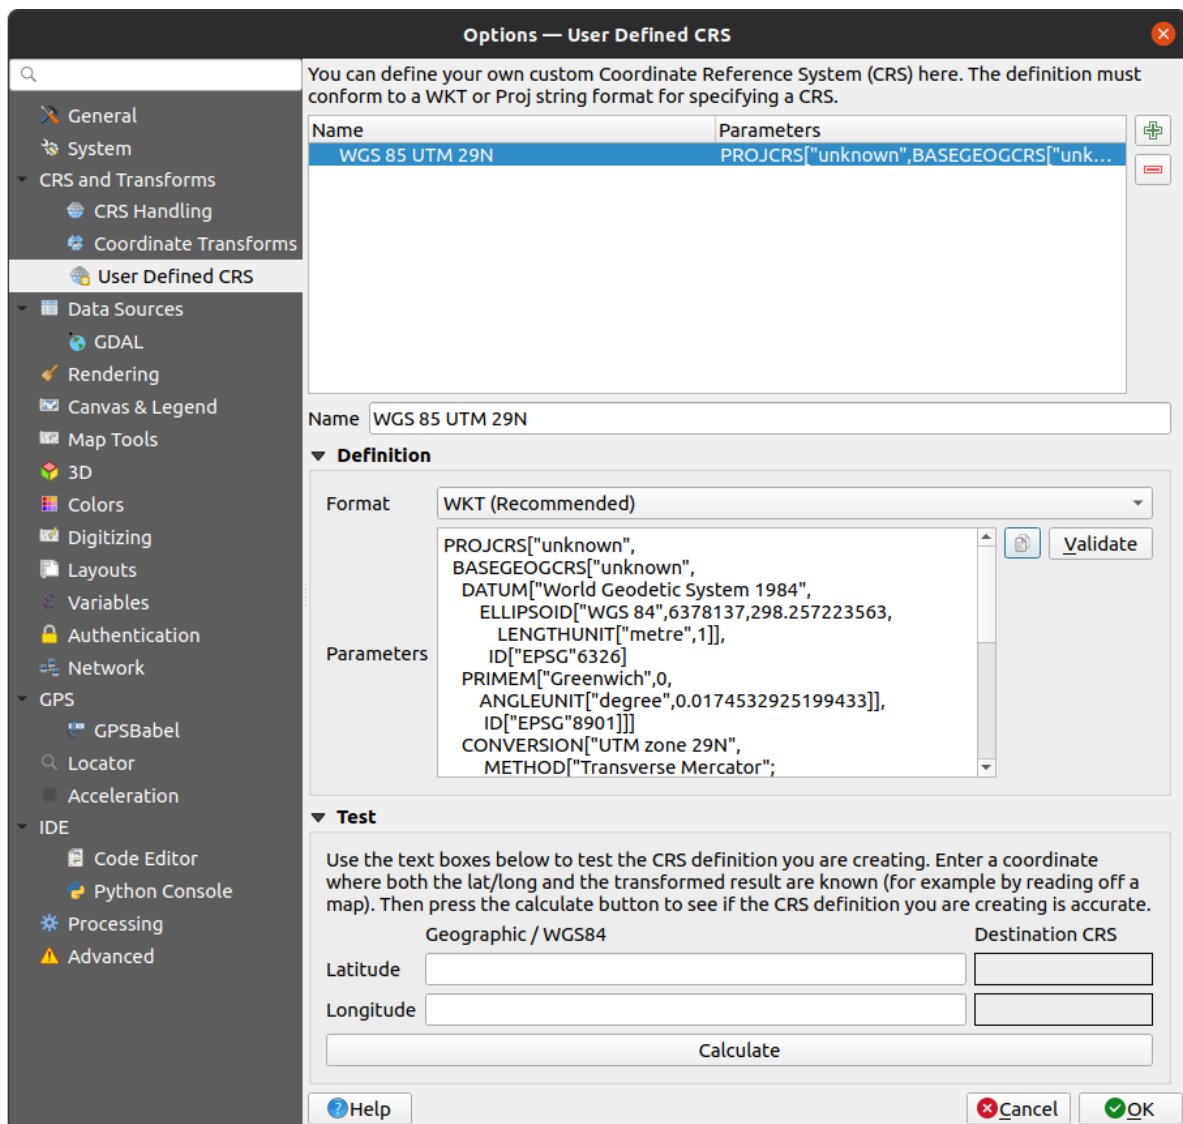 Options — User Defined CRS
General
System
CRS and Transforms
CRS Handling
Coordinate Transforms
User Defined CRS
Data Sources
GDAL
Rendering
Canvas & Legend
Map Tools
3D
Colors
Digitizing
Layouts
Variables
Authentication
Network
GPS
GPSBabel
Locator
Acceleration
IDE
Code Editor
Python Console
Processing
Advanced
You can define your own custom Coordinate Reference System (CRS) here. The definition must
conform to a WKT or Proj string format for specifying a CRS.
Name Parameters
WGS 85 UTM 29N PROJCRS["unknown",BASEGEOGCRS["unk...
Name WGS 85 UTM 29N
Definition
Format WKT (Recommended)
Parameters
PROJCRS["unknown",
BASEGEOGCRS["unknown",
DATUM["World Geodetic System 1984",
ELLIPSOID["WGS 84",6378137,298.257223563,
LENGTHUNIT["metre",1]],
ID["EPSG"6326]
PRIMEM["Greenwich",0,
ANGLEUNIT["degree",0.0174532925199433]],
ID["EPSG"8901]]]
CONVERSION["UTM zone 29N",
METHOD["Transverse Mercator";
Validate
Test
Use the text boxes below to test the CRS definition you are creating. Enter a coordinate
where both the lat/long and the transformed result are known (for example by reading off a
map). Then press the calculate button to see if the CRS definition you are creating is accurate.
Geographic / WGS84 Destination CRS
Latitude
Longitude
Calculate
Help Cancel OK